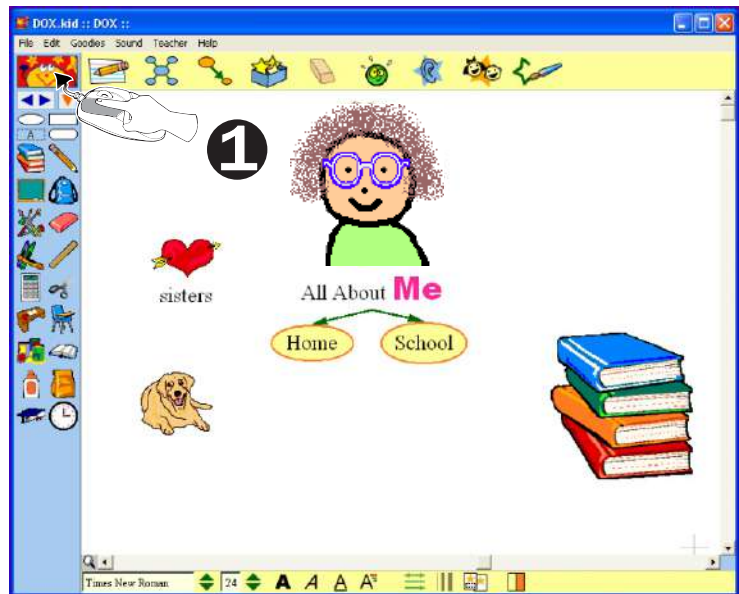 DOX.kid :: DOX ::
File Edit Goodies Sound Teacher Help
A
1
sisters
All About Me
Home School
Times New Roman 24 A A A A